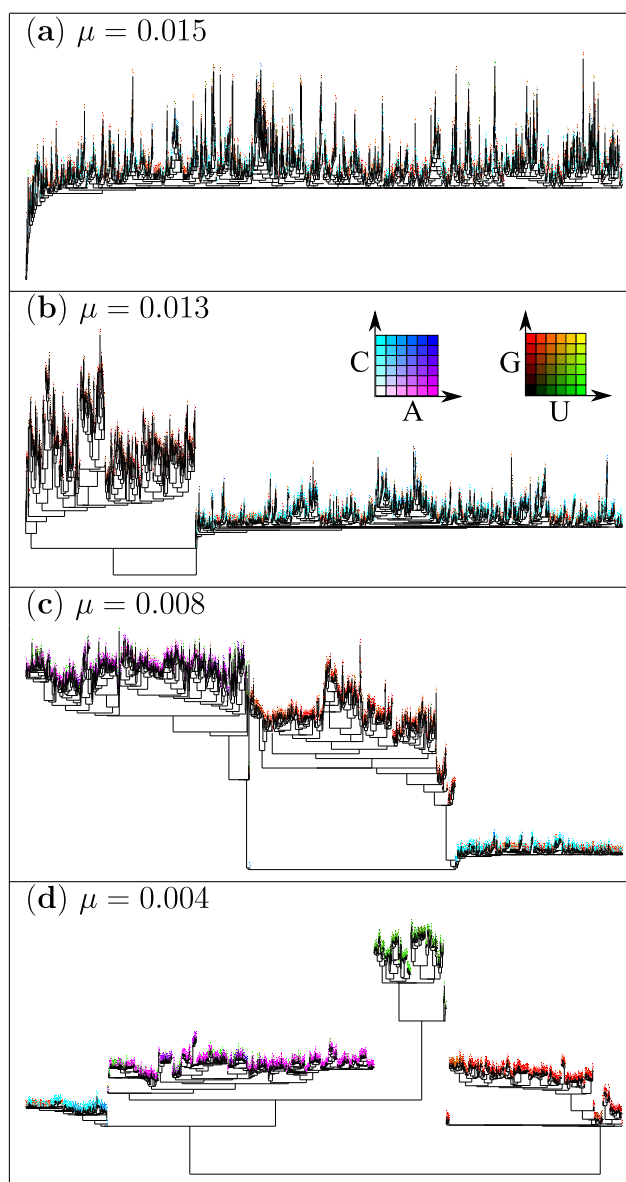 (a) μ = 0.015
(b) μ = 0.013
C
A
G
U
(c) μ = 0.008
(d) μ = 0.004